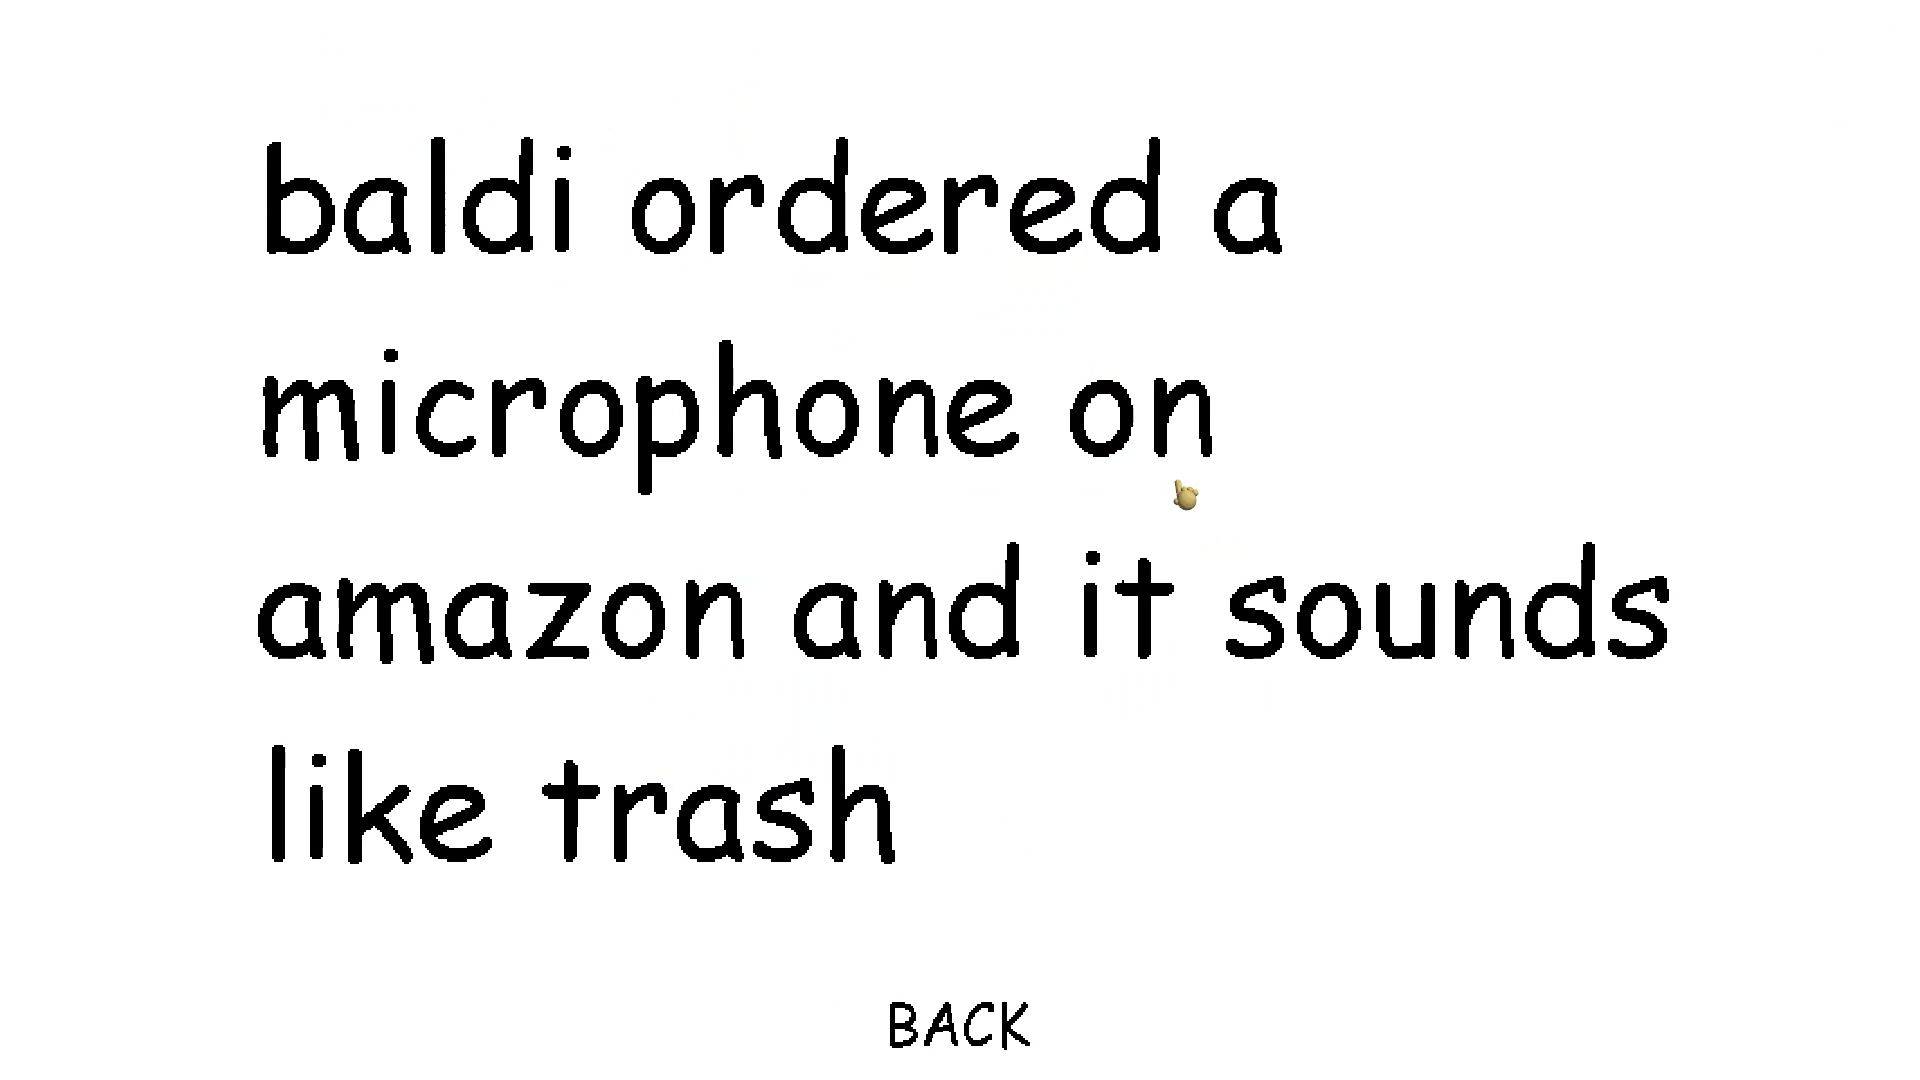 baldi ordered a
microphone on
amazon and it sounds
like trash
BACK